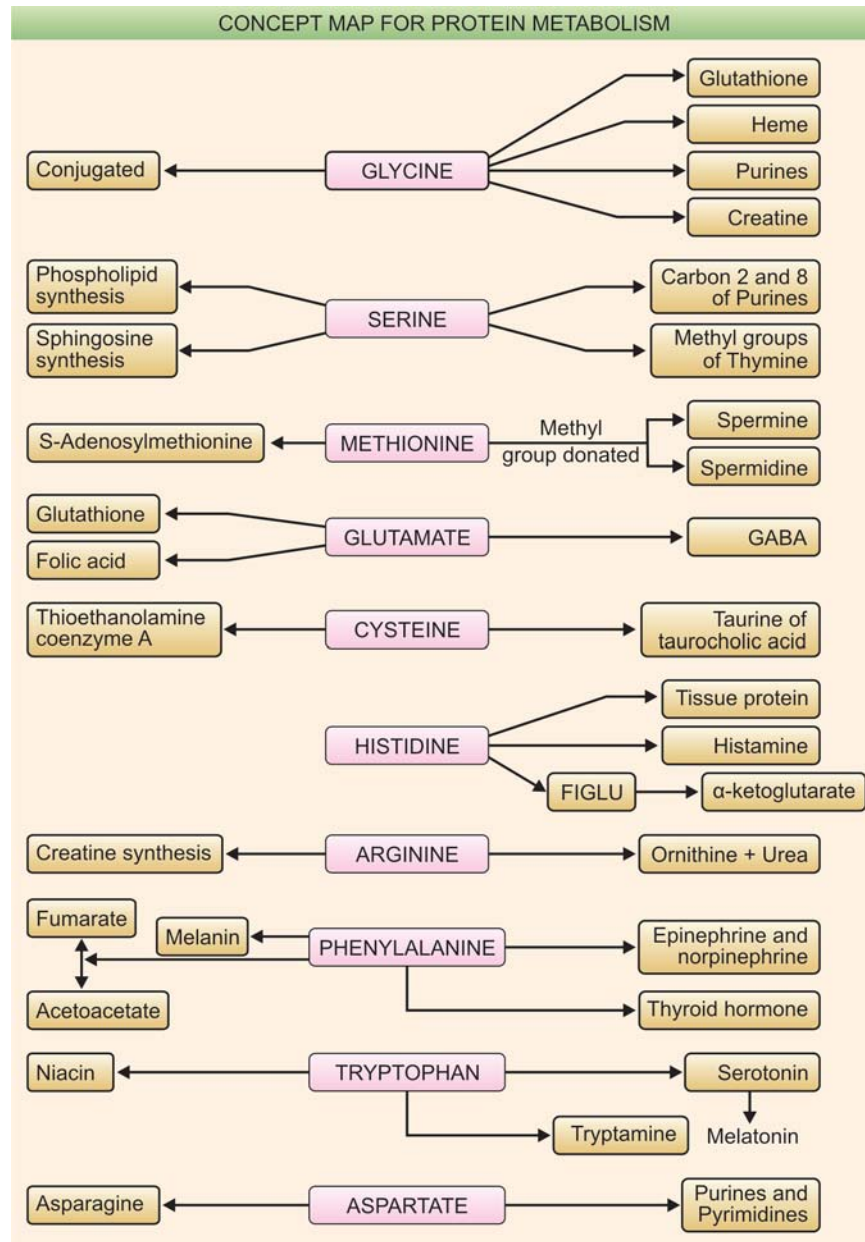 CONCEPT MAP FOR PROTEIN METABOLISM
Conjugated
GLYCINE
Glutathione
Heme
Purines
Creatine
Phospholipid
synthesis
Sphingosine
synthesis
SERINE
Carbon 2 and 8
of Purines
Methyl groups
of Thymine
S-Adenosylmethionine
METHIONINE
Methyl
group donated
Spermine
Spermidine
Glutathione
Folic acid
GLUTAMATE
GABA
Thioethanolamine
coenzyme A
CYSTEINE
Taurine of
taurocholic acid
HISTIDINE
Tissue protein
Histamine
FIGLU
α-ketoglutarate
Creatine synthesis
ARGININE
Ornithine + Urea
Fumarate
Melanin
Acetoacetate
PHENYLALANINE
Epinephrine and
norpinephrine
Thyroid hormone
Niacin
TRYPTOPHAN
Serotonin
Tryptamine
Melatonin
Asparagine
ASPARTATE
Purines and
Pyrimidines